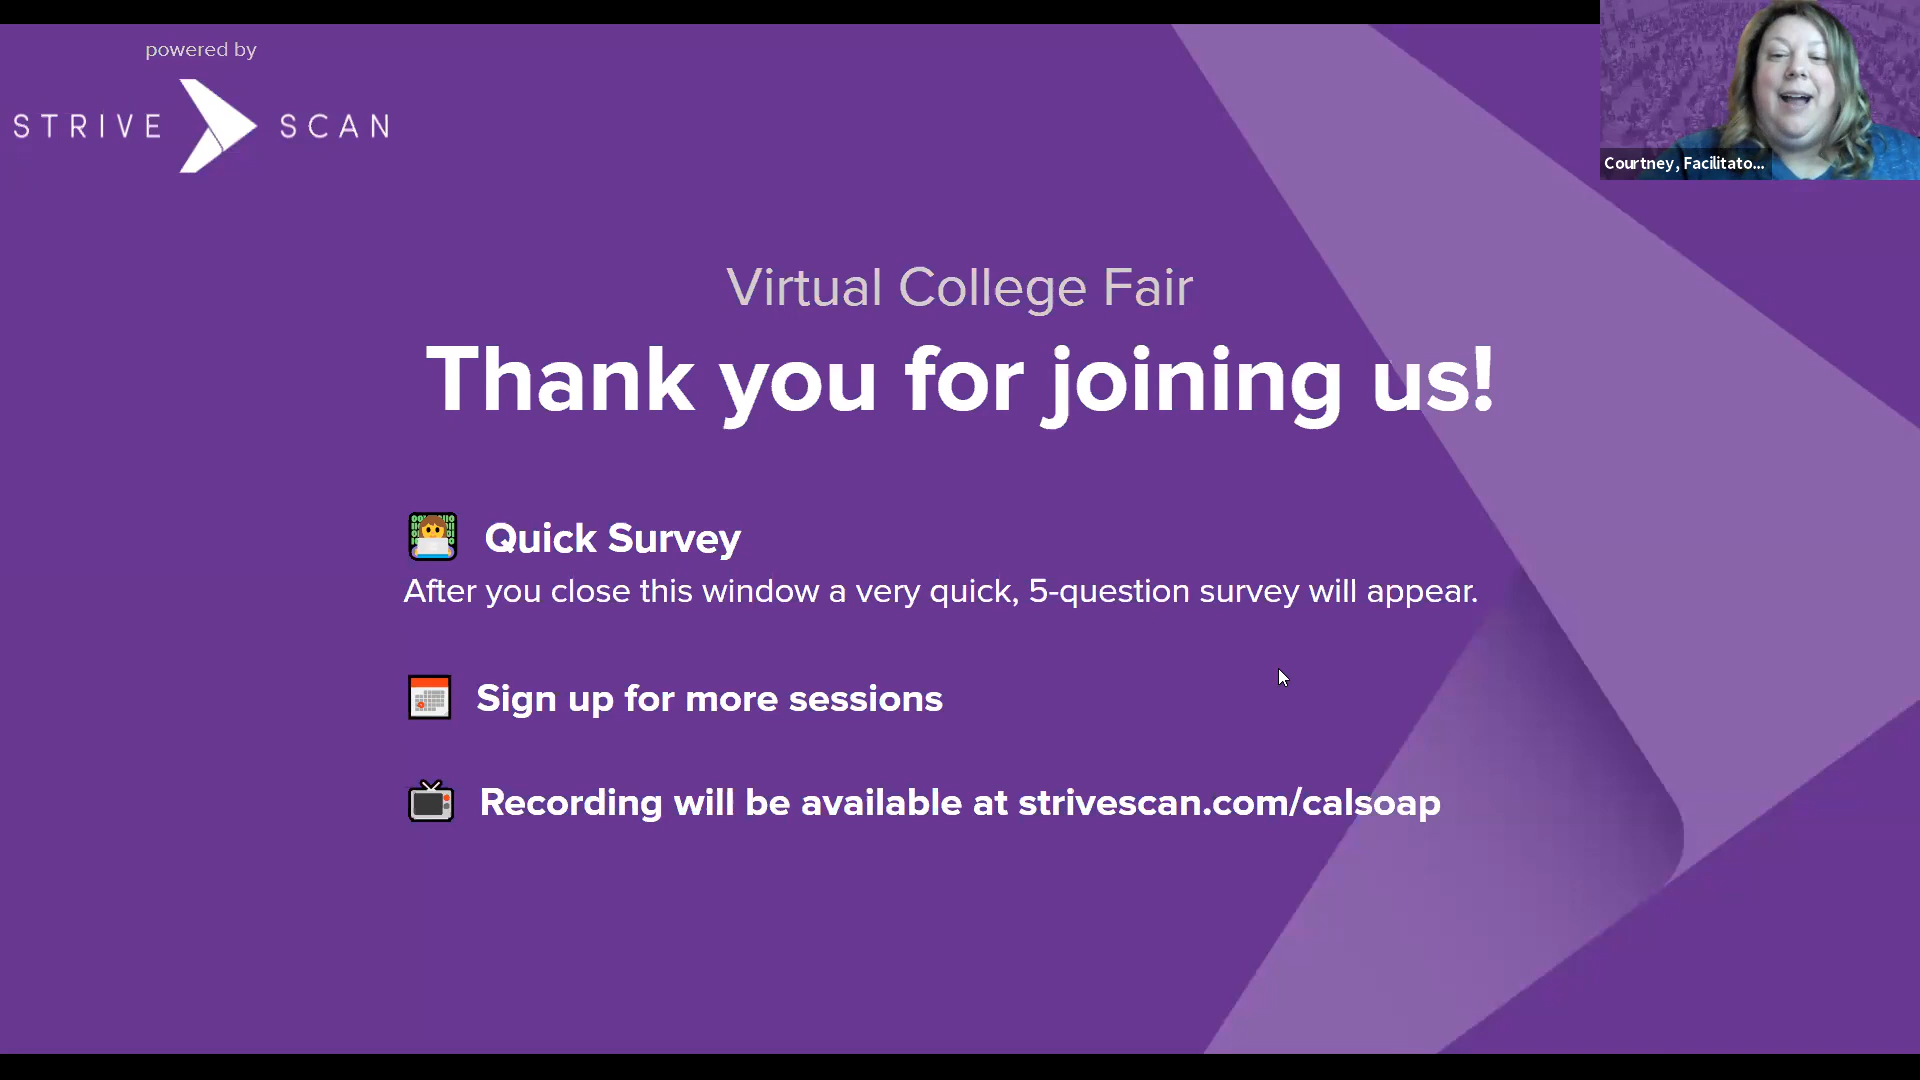 powered by
STRIVE SCAN
Courtney, Facilitato...
Virtual College Fair
Thank you for joining us!
Quick Survey
After you close this window a very quick, 5-question survey will appear.
Sign up for more sessions
Recording will be available at strivescan.com/calsoap